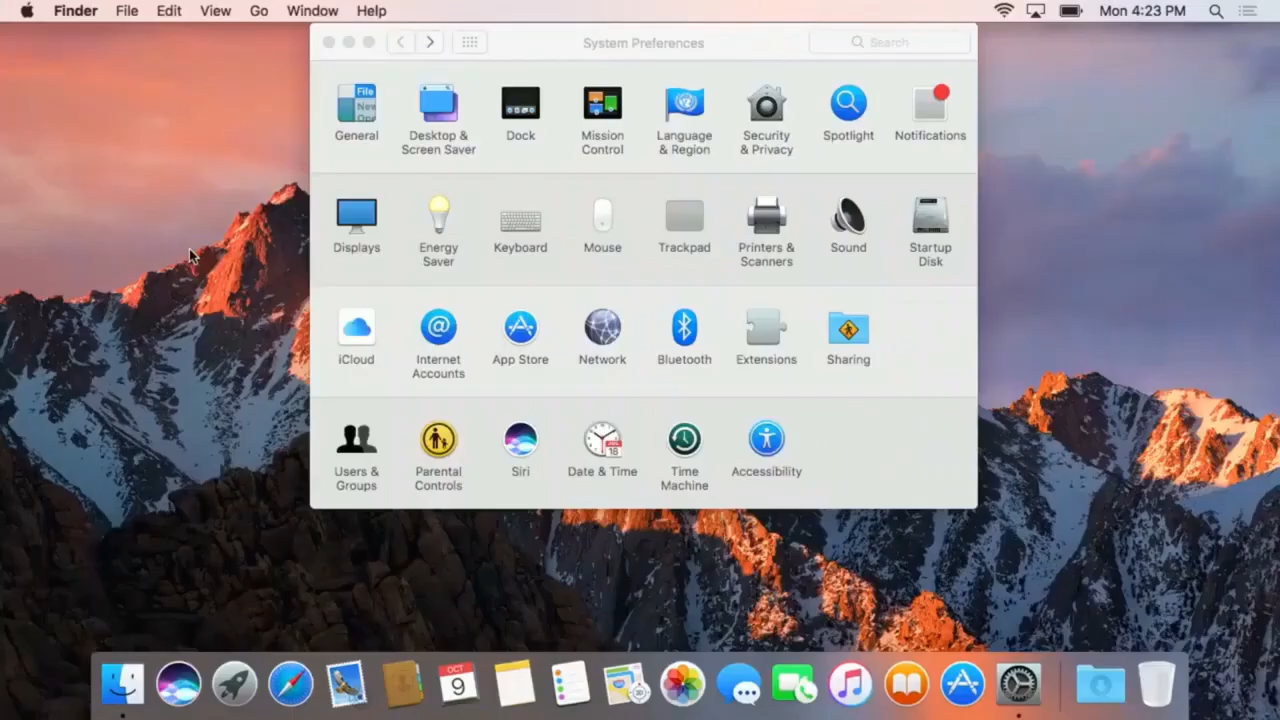 Finder File Edit View Go Window Help Mon 4:23 PM
System Preferences
Search
File
New
General
Desktop &
Screen Saver
Dock
Mission
Control
Language
& Region
Security
& Privacy
Spotlight
Notifications
Displays
Energy
Saver
Keyboard
Mouse
Trackpad
Printers &
Scanners
Sound
Startup
Disk
iCloud
@
Internet
Accounts
App Store
Network
Bluetooth
Extensions
Sharing
Users &
Groups
Parental
Controls
Siri
18
Date & Time
Time
Machine
Accessibility
OCT
9